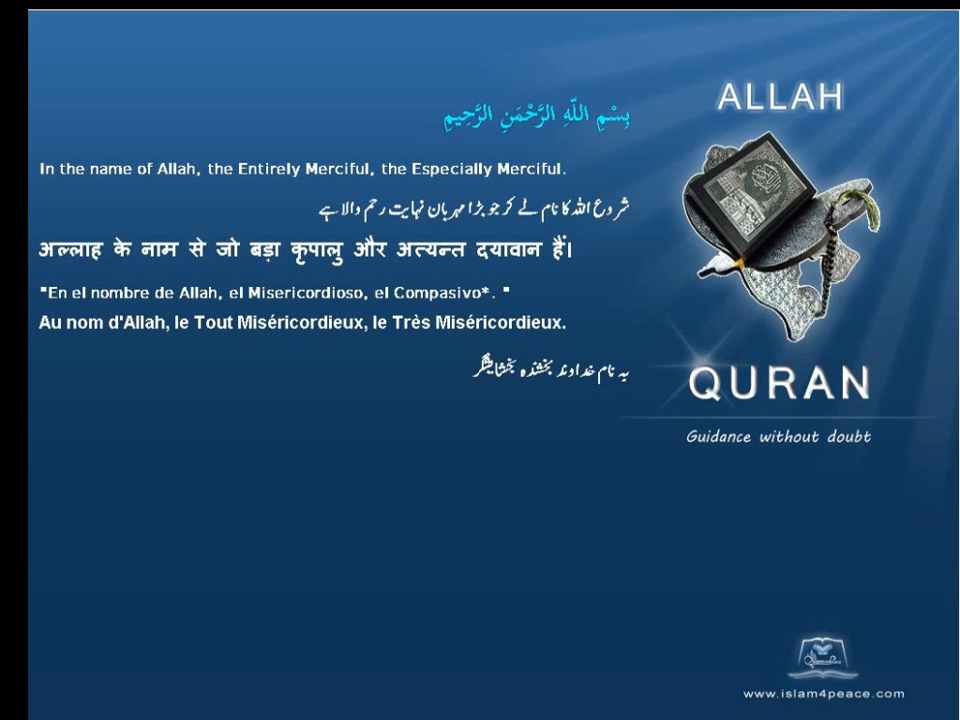 بِسْمِ اللَّهِ الرَّحْمَنِ الرَّحِيمِ
In the name of Allah, the Entirely Merciful, the Especially Merciful.
شروع اللہ کا نام لے کر جو بڑا مہربان نہایت رحم والا ہے
अल्लाह के नाम से जो बड़ा कृपालु और अत्यन्त दयावान हैं।
"En el nombre de Allah, el Misericordioso, el Compasivo*. "
Au nom d'Allah, le Tout Miséricordieux, le Très Miséricordieux.
به نام خداوند بخشنده بخشایشگر
ALLAH
QURAN
Guidance without doubt
www.islam4peace.com